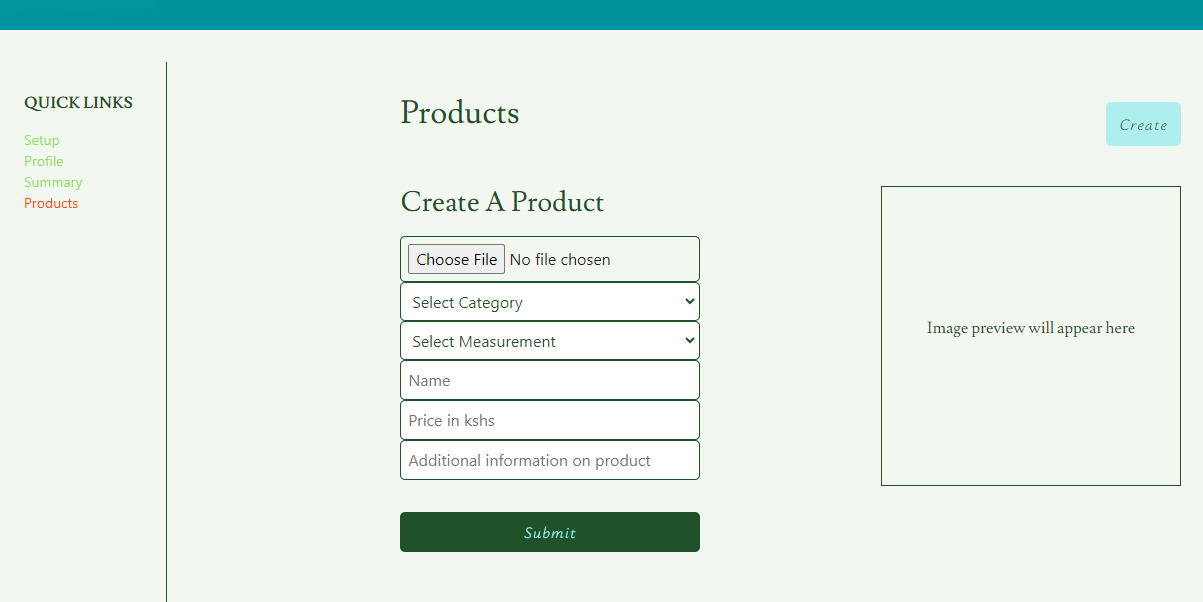 QUICK LINKS
Setup
Profile
Summary
Products
Products
Create
Create A Product
Choose File No file chosen
Select Category
Select Measurement
Name
Price in kshs
Additional information on product
Submit
Image preview will appear here